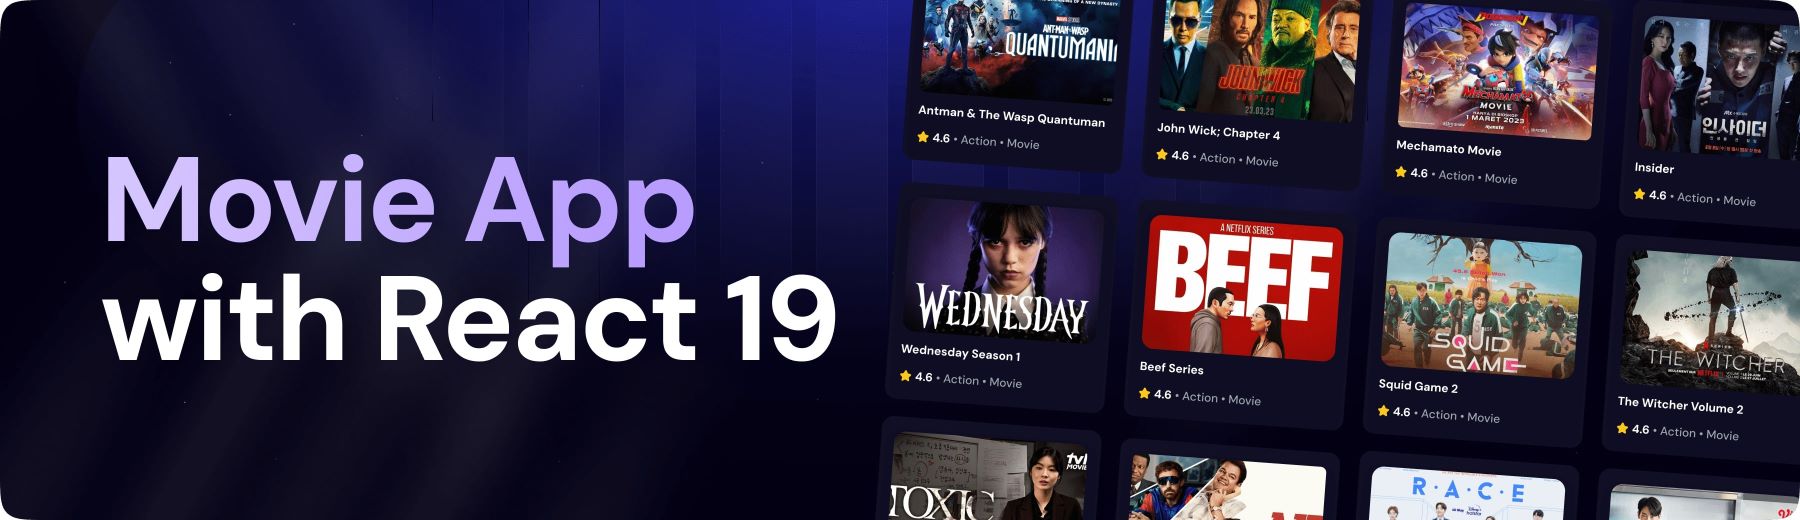 Movie App
with React 19
MARVEL STUDIOS
ANT-MAN AND THE WASP
QUANTUMANI
Antman & The Wasp Quantuman
4.6 • Action • Movie
JOHN WICK
CHAPTER 4
23.03.23
John Wick; Chapter 4
4.6 • Action • Movie
MECHAMATO
MOVIE
1 MARET 2023
Mechamato Movie
4.6 • Action • Movie
인사이더
Insider
4.6 • Action • Movie
WEDNESDAY
Wednesday Season 1
4.6 • Action • Movie
A NETFLIX SERIES
BEEF
Beef Series
4.6 • Action • Movie
SQUID
GAME
Squid Game 2
4.6 • Action • Movie
THE WITCHER
The Witcher Volume 2
4.6 • Action • Movie
tvN
MOVIE
TOXIC
R·A·C·E